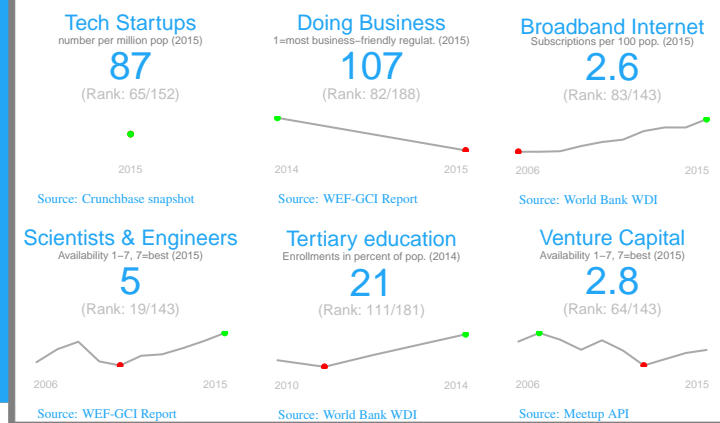 Tech Startups
number per million pop (2015)
87
(Rank: 65/152)
2015
Source: Crunchbase snapshot
Doing Business
1=most business−friendly regulat. (2015)
107
(Rank: 82/188)
2014 2015
Source: WEF-GCI Report
Broadband Internet
Subscriptions per 100 pop. (2015)
2.6
(Rank: 83/143)
2006 2015
Source: World Bank WDI
Scientists & Engineers
Availability 1−7, 7=best (2015)
5
(Rank: 19/143)
2006 2015
Source: WEF-GCI Report
Tertiary education
Enrollments in percent of pop. (2014)
21
(Rank: 111/181)
2010 2014
Source: World Bank WDI
Venture Capital
Availability 1−7, 7=best (2015)
2.8
(Rank: 64/143)
2006 2015
Source: Meetup API